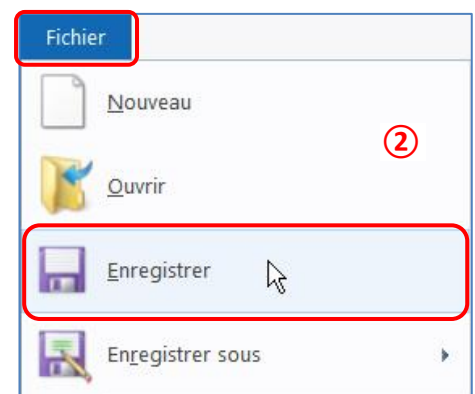 Fichier
Nouveau
②
Ouvrir
Enregistrer
Enregistrer sous